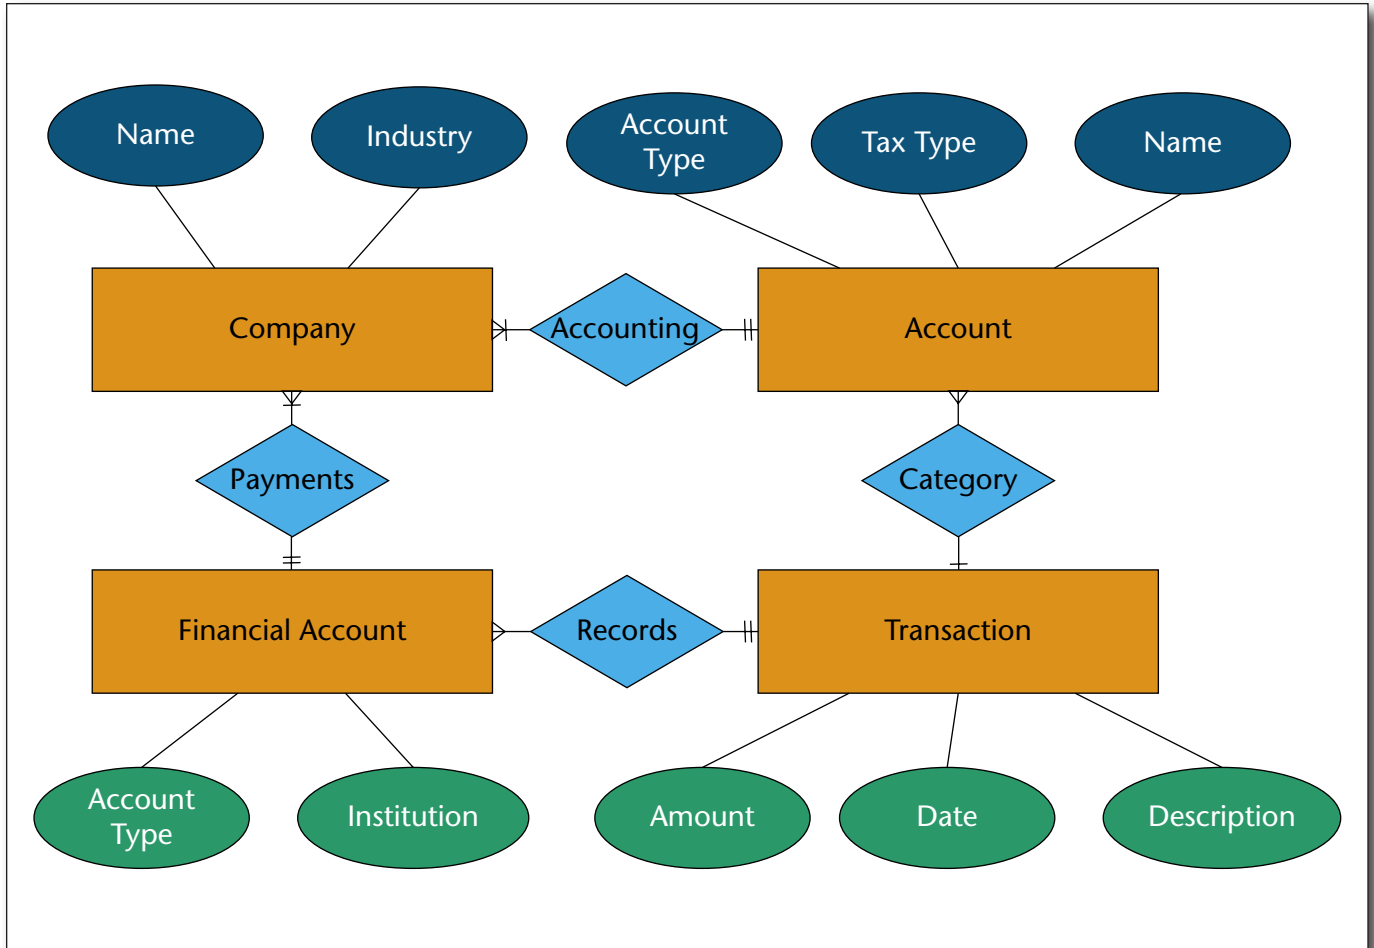 Name
Industry
Account
Type
Tax Type
Name
Company
Accounting
Account
Payments
Category
Financial Account
Records
Transaction
Account
Type
Institution
Amount
Date
Description